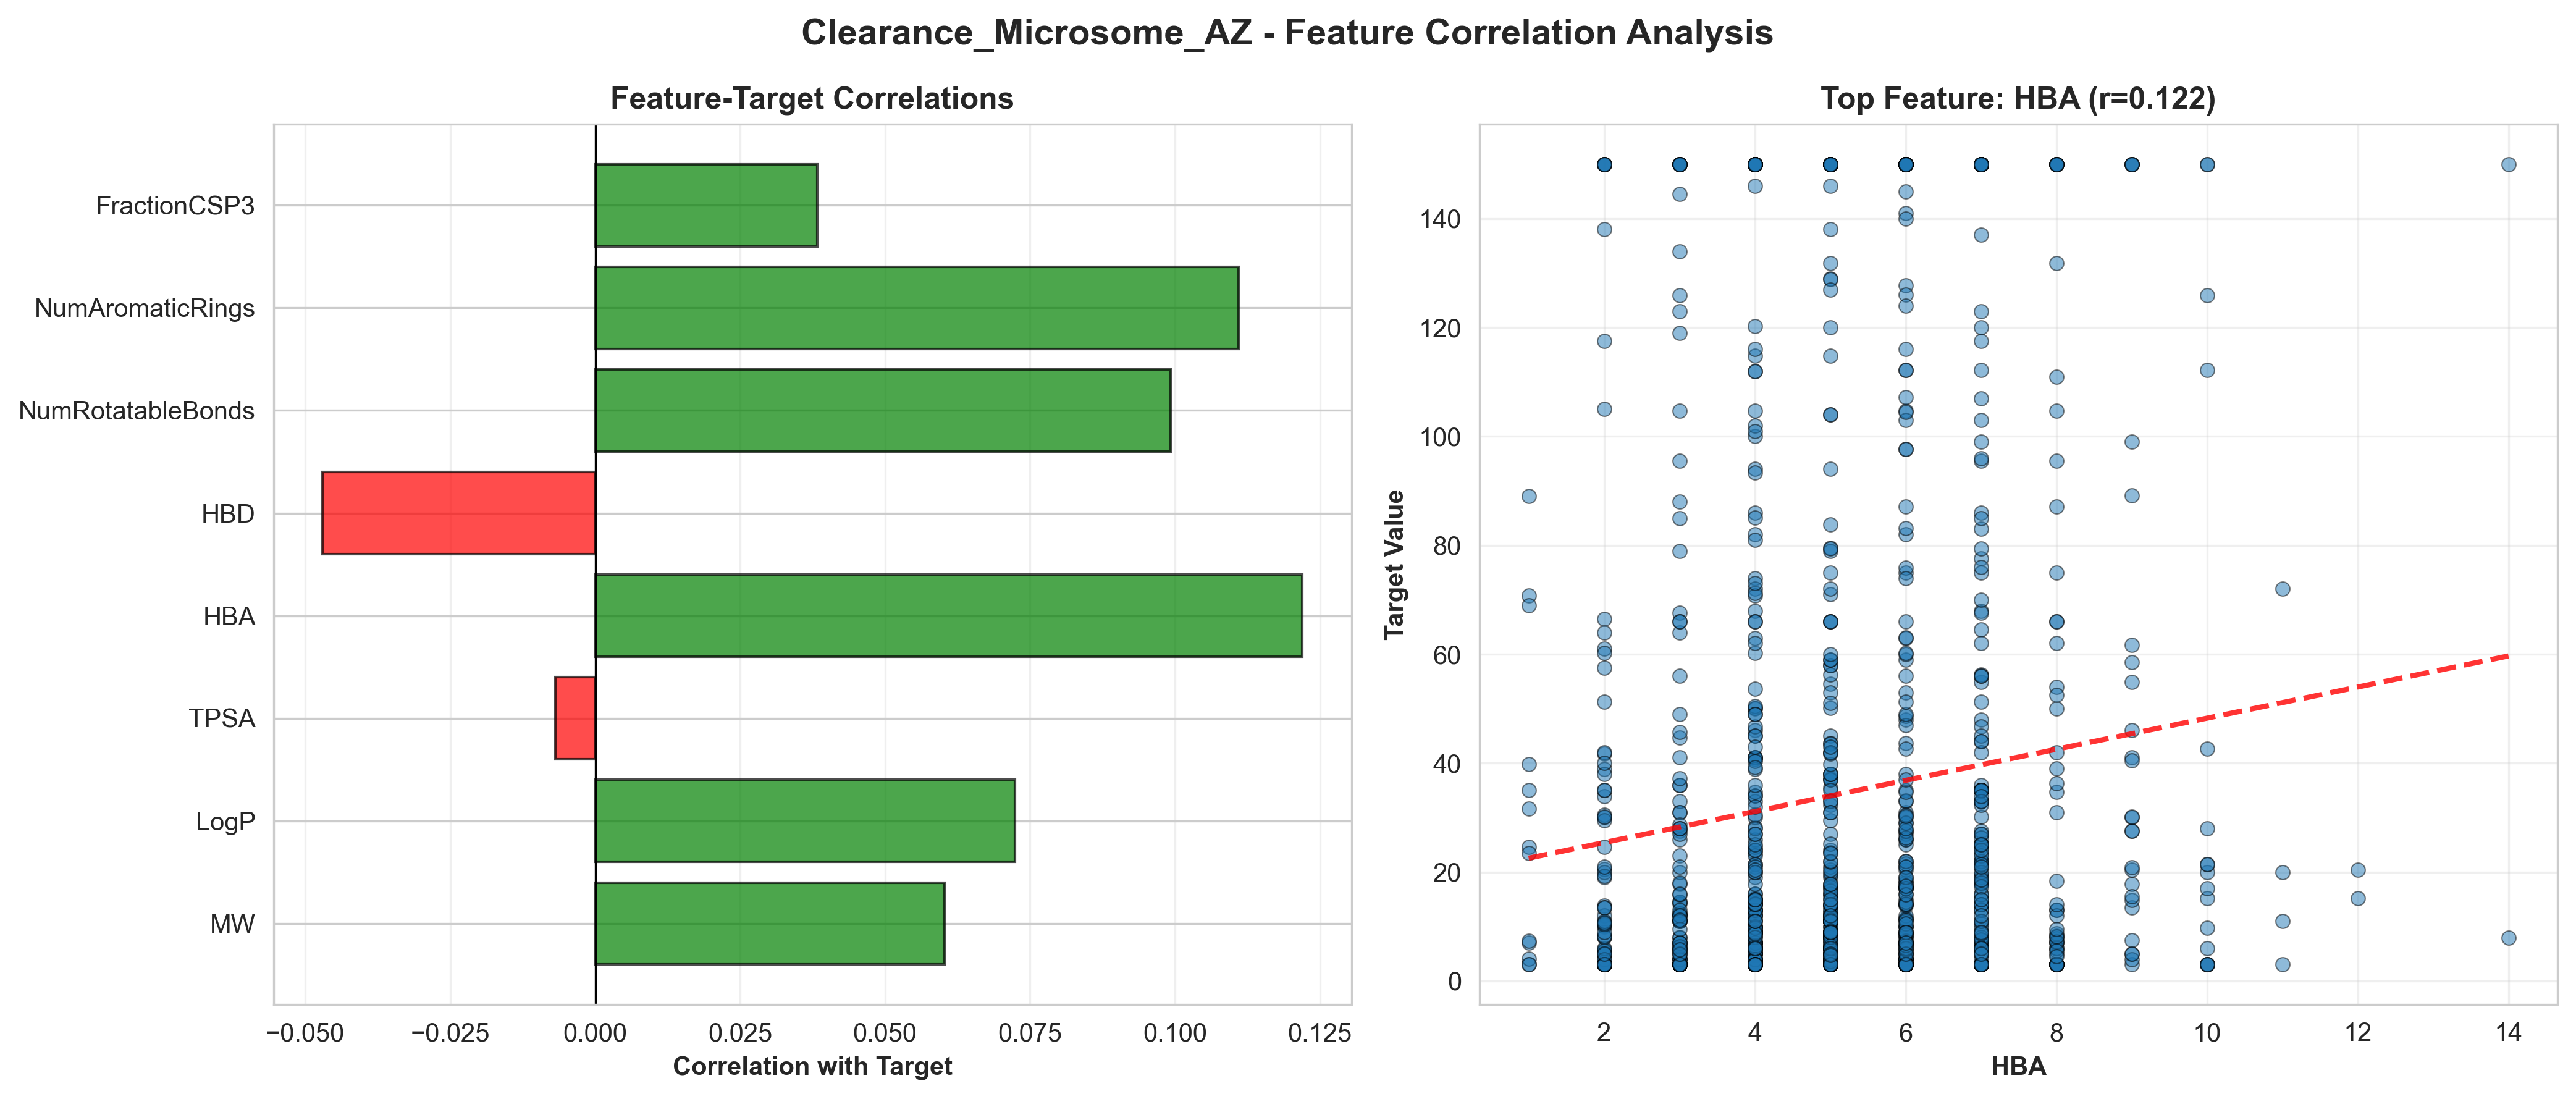 Clearance_Microsome_AZ - Feature Correlation Analysis
Feature-Target Correlations
FractionCSP3
NumAromaticRings
NumRotatableBonds
HBD
HBA
TPSA
LogP
MW
−0.050 −0.025 0.000 0.025 0.050 0.075 0.100 0.125
Correlation with Target
Top Feature: HBA (r=0.122)
Target Value
140
120
100
80
60
40
20
0
2 4 6 8 10 12 14
HBA